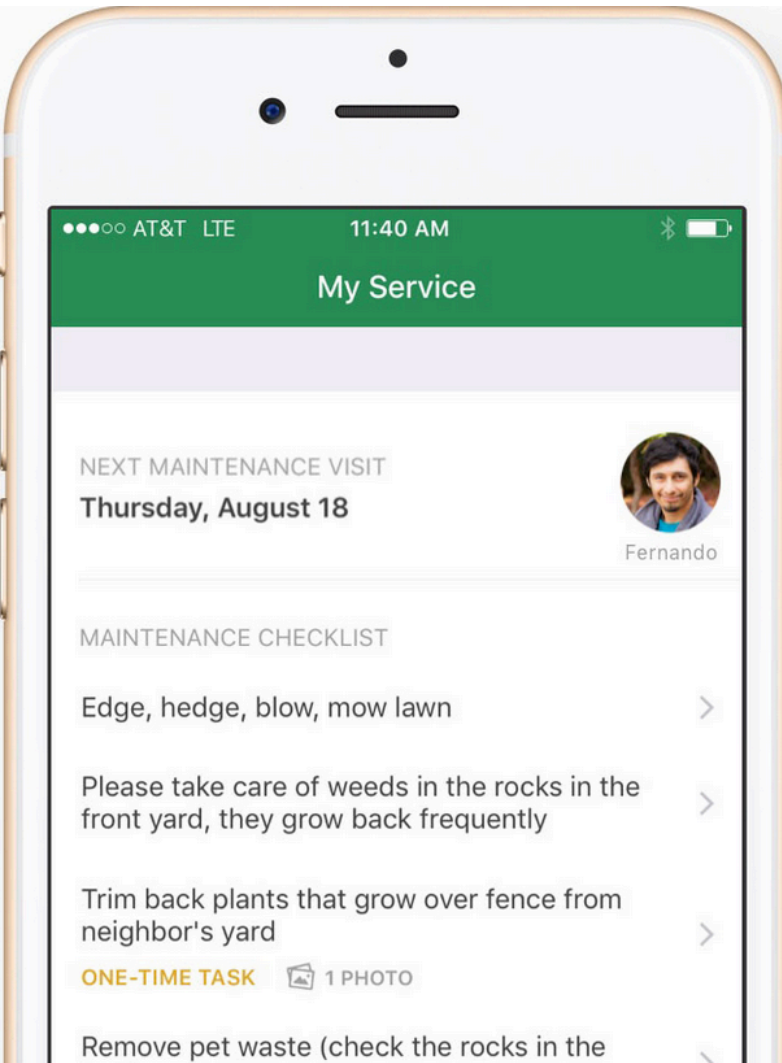 ●●●○○ AT&T LTE 11:40 AM
My Service
NEXT MAINTENANCE VISIT
Thursday, August 18
Fernando
MAINTENANCE CHECKLIST
Edge, hedge, blow, mow lawn
Please take care of weeds in the rocks in the
front yard, they grow back frequently
Trim back plants that grow over fence from
neighbor's yard
ONE-TIME TASK 1 PHOTO
Remove pet waste (check the rocks in the